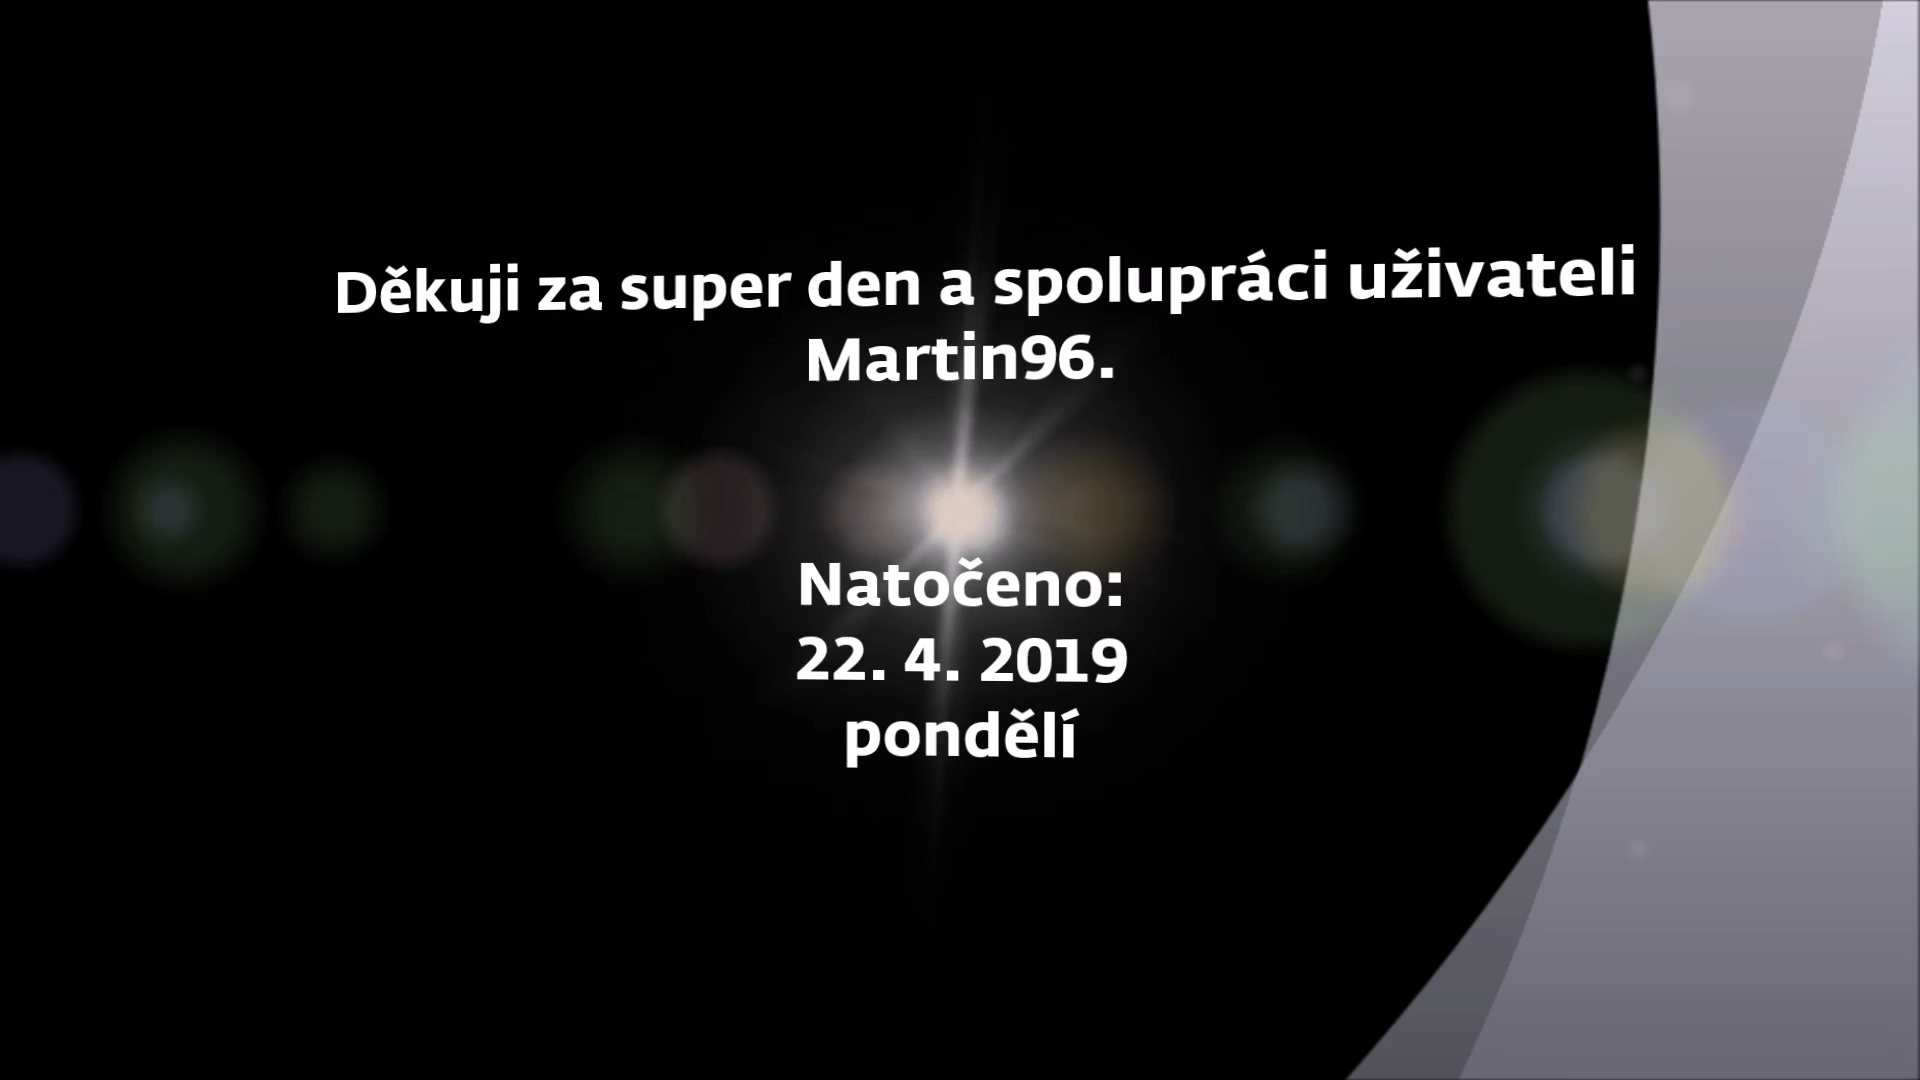 Děkuji za super den a spolupráci uživateli
Martin96.
Natočeno:
22. 4. 2019
pondělí